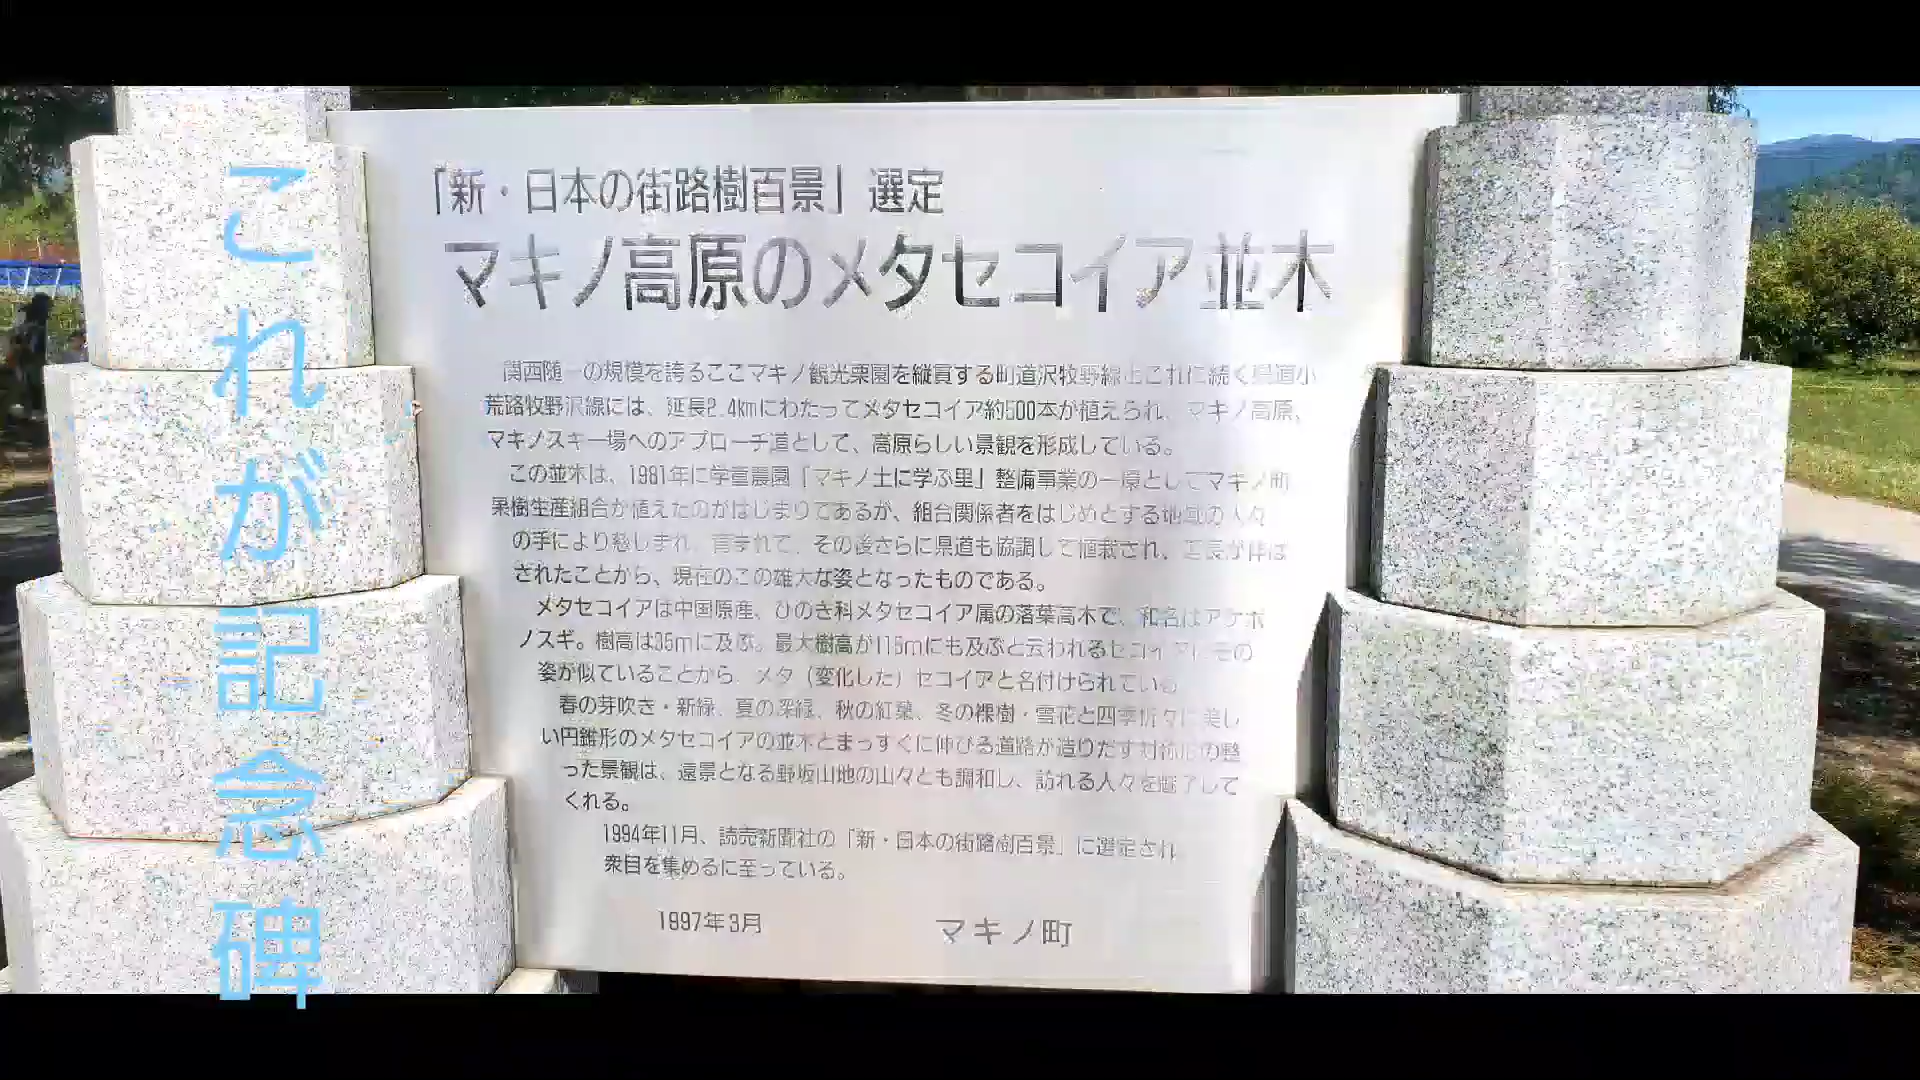 これが記念碑
「新・日本の街路樹百景」選定
マキノ高原のメタセコイア並木
関西随一の規模を誇るここマキノ観光栗園を縦貫する町道沢牧野線とこれに続く県道小
荒路牧野沢線には、延長2.4kmにわたってメタセコイア約500本が植えられ、マキノ高原、
マキノスキー場へのアプローチ道として、高原らしい景観を形成している。
この並木は、1981年に学童農園「マキノ土に学ぶ里」整備事業の一環としてマキノ町
果樹生産組合が植えたのがはじまりであるが、組合関係者をはじめとする地域の人々
の手により慈しまれ、育まれて、その後さらに県道も協調して植栽され、延長が伸ば
されたことから、現在のこの雄大な姿となったものである。
メタセコイアは中国原産、ひのき科メタセコイア属の落葉高木で、和名はアケボ
ノスギ。樹高は35mに及ぶ。最大樹高が115mにも及ぶと云われるセコイアにその
姿が似ていることから、メタ（変化した）セコイアと名付けられている
春の芽吹き・新緑、夏の深緑、秋の紅葉、冬の裸樹・雪花と四季折々に美し
い円錐形のメタセコイアの並木とまっすぐに伸びる道路が造りだす対称形の整
った景観は、遠景となる野坂山地の山々とも調和し、訪れる人々を魅了して
くれる。
1994年11月、読売新聞社の「新・日本の街路樹百景」に選定され
衆目を集めるに至っている。
1997年3月 マキノ町